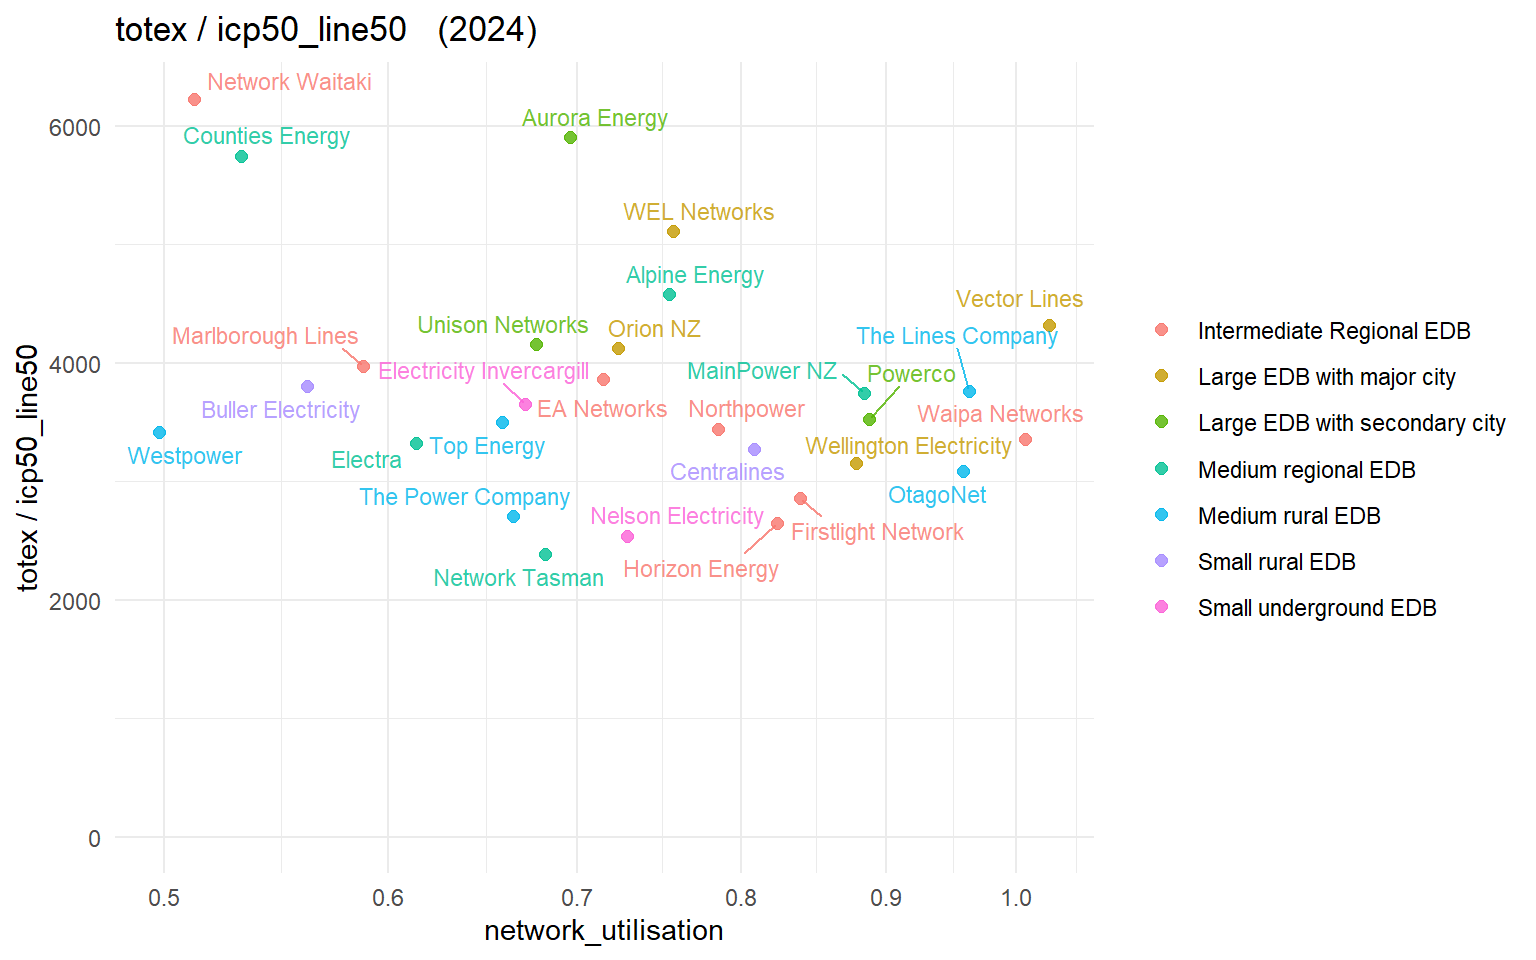 totex / icp50_line50   (2024)
Network Waitaki
Aurora Energy
Counties Energy
WEL Networks
Alpine Energy
Vector Lines
Unison Networks
Orion NZ
Marlborough Lines
The Lines Company
Electricity Invercargill
MainPower NZ
Powerco
Buller Electricity
EA Networks
Northpower
Waipa Networks
Westpower
Electra
Top Energy
Wellington Electricity
Centralines
The Power Company
OtagoNet
Nelson Electricity
Firstlight Network
Network Tasman
Horizon Energy
6000
4000
2000
0
totex / icp50_line50
0.5
0.6
0.7
0.8
0.9
1.0
network_utilisation
Intermediate Regional EDB
Large EDB with major city
Large EDB with secondary city
Medium regional EDB
Medium rural EDB
Small rural EDB
Small underground EDB